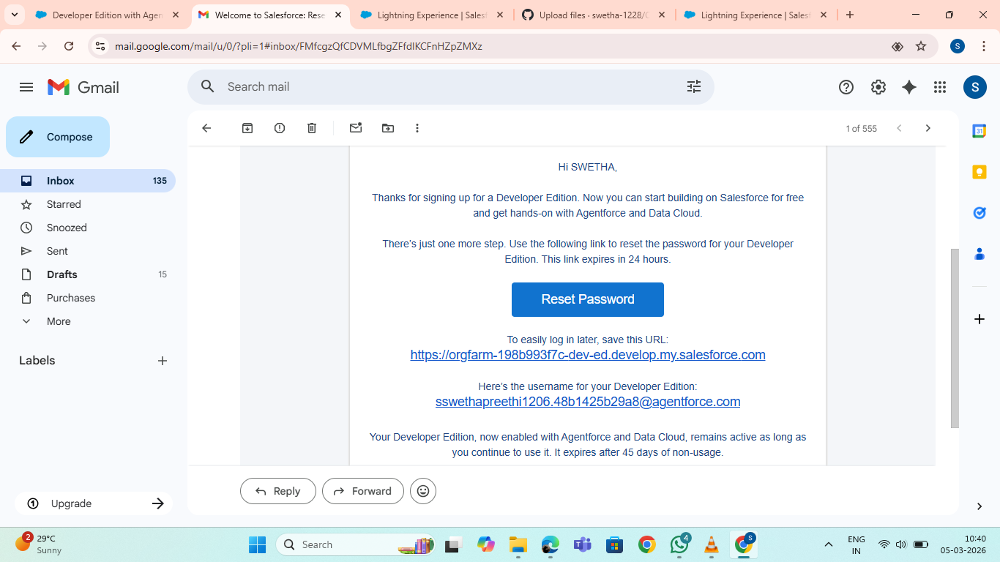 Developer Edition with Agen
Welcome to Salesforce: Rese
Lightning Experience | Salesf
Upload files · swetha-1228/C
Lightning Experience | Salesf
mail.google.com/mail/u/0/?pli=1#inbox/FMfcgzQfCDVMLfbgZFfdlKCFnHZpZMXz
S
Gmail
Search mail
S
Compose
1 of 555
31
Inbox 135
Starred
Snoozed
Sent
Drafts 15
Purchases
More
Labels
Upgrade
Hi SWETHA,
Thanks for signing up for a Developer Edition. Now you can start building on Salesforce for free
and get hands-on with Agentforce and Data Cloud.
There's just one more step. Use the following link to reset the password for your Developer
Edition. This link expires in 24 hours.
Reset Password
To easily log in later, save this URL:
https://orgfarm-198b993f7c-dev-ed.develop.my.salesforce.com
Here's the username for your Developer Edition:
sswethapreethi1206.48b1425b29a8@agentforce.com
Your Developer Edition, now enabled with Agentforce and Data Cloud, remains active as long as
you continue to use it. It expires after 45 days of non-usage.
Reply
Forward
2
29°C
Sunny
Search
4
S
ENG
IN
10:40
05-03-2026